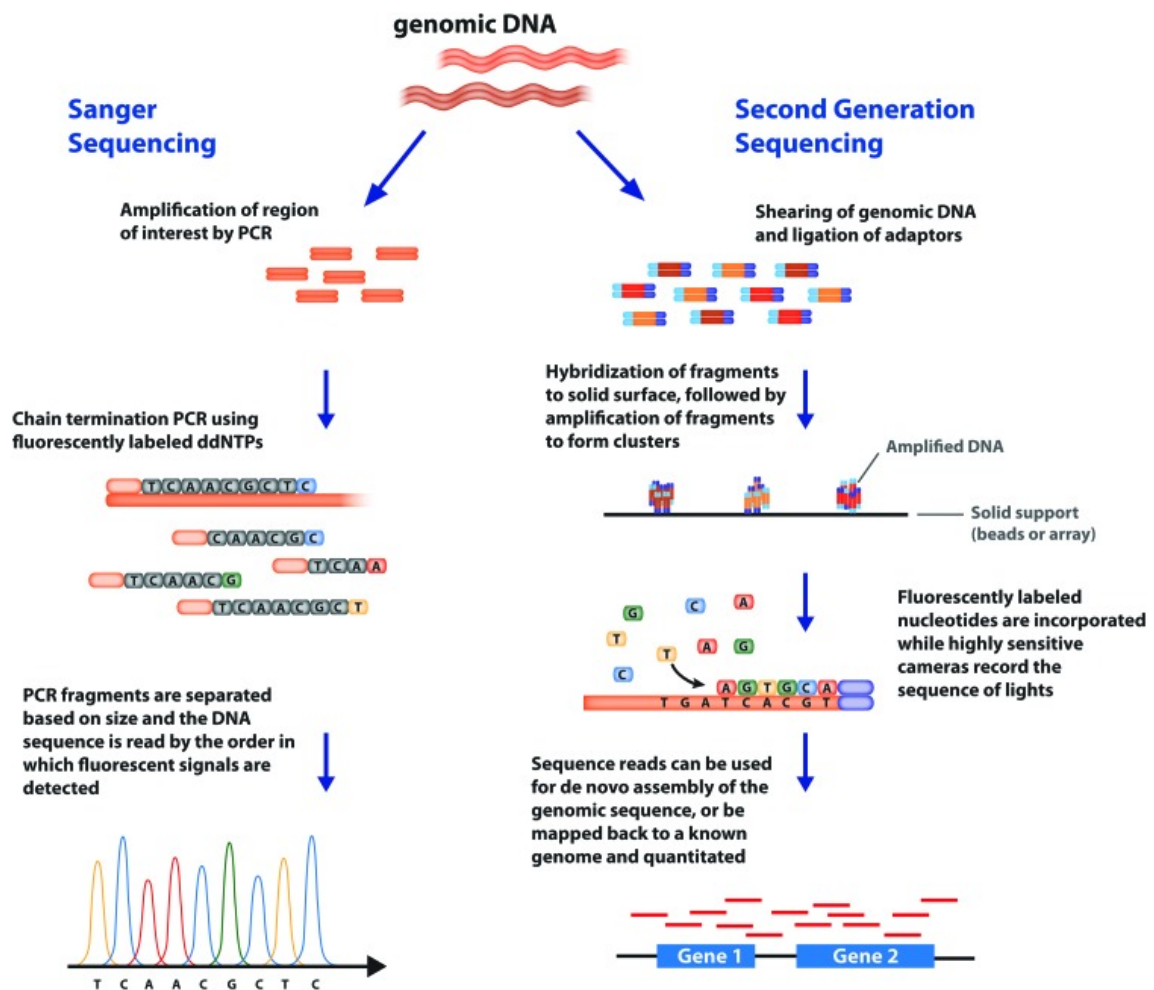 genomic DNA
Sanger
Sequencing
Second Generation
Sequencing
Amplification of region
of interest by PCR
Shearing of genomic DNA
and ligation of adaptors
Chain termination PCR using
fluorescently labeled ddNTPs
TCAACGCTC
CAACGC
TCAAA
TCAACG
TCAACGCT
Hybridization of fragments
to solid surface, followed by
amplification of fragments
to form clusters
Amplified DNA
Solid support
(beads or array)
G C A
T T A G
C
AGTGCA
TGATCACGT
Fluorescently labeled
nucleotides are incorporated
while highly sensitive
cameras record the
sequence of lights
PCR fragments are separated
based on size and the DNA
sequence is read by the order in
which fluorescent signals are
detected
T C A A C G C T C
Sequence reads can be used
for de novo assembly of the
genomic sequence, or be
mapped back to a known
genome and quantitated
Gene 1 Gene 2